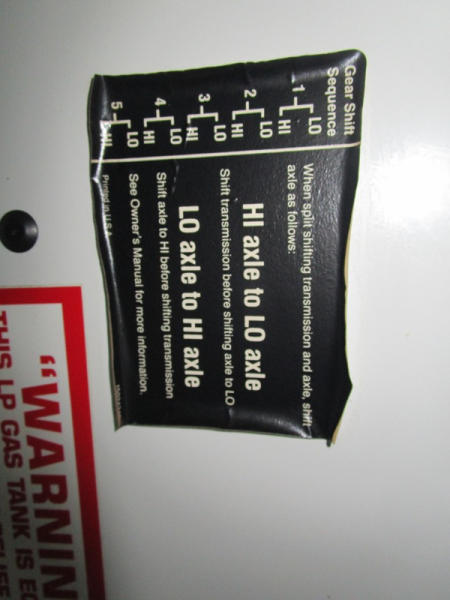 Gear Shift
Sequence
1 LO
HI
2 LO
HI
3 LO
HI
4 LO
HI
5 LO
HI
Printed in U.S.A.
When split shifting transmission and axle, shift
axle as follows:
HI axle to LO axle
Shift transmission before shifting axle to LO
LO axle to HI axle
Shift axle to HI before shifting transmission
See Owner's Manual for more information.
"WARNIN
THIS LP GAS TANK IS EQ